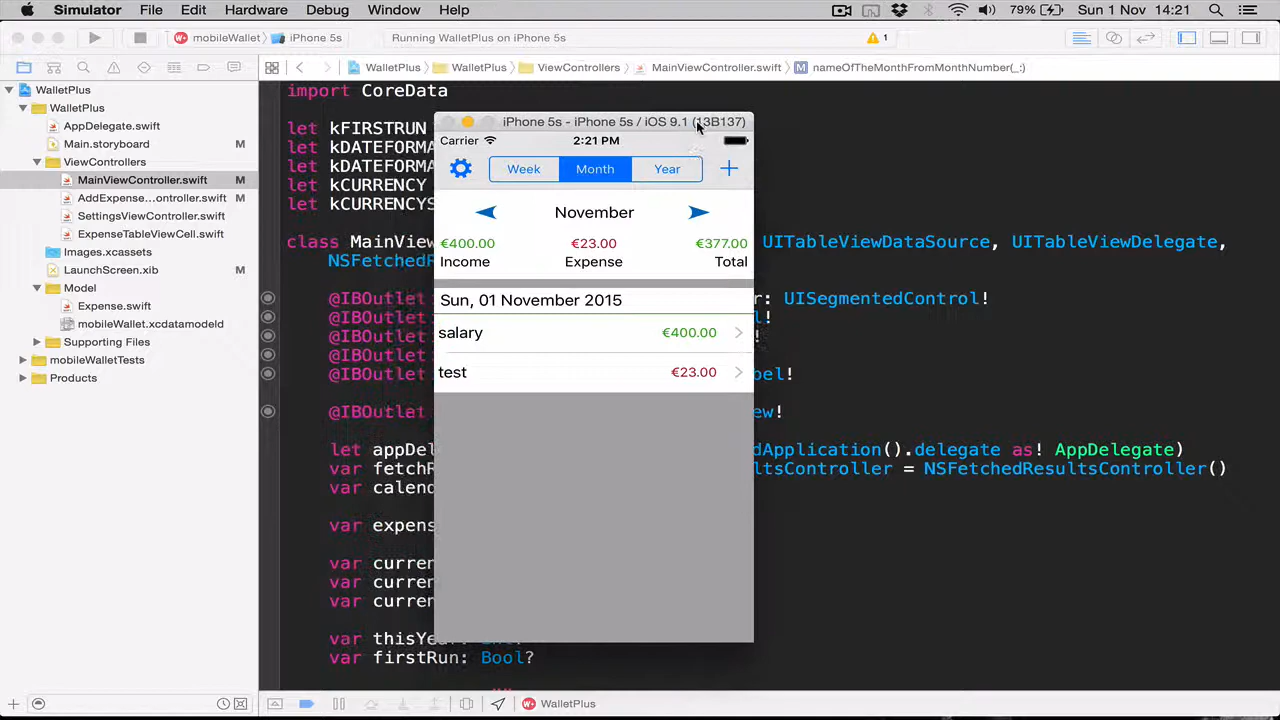 Simulator File Edit Hardware Debug Window Help 79% Sun 1 Nov 14:21
mobileWallet iPhone 5s Running WalletPlus on iPhone 5s 1
WalletPlus WalletPlus ViewControllers MainViewController.swift M nameOfTheMonthFromMonthNumber(_:)
WalletPlus
WalletPlus
AppDelegate.swift
Main.storyboard M
ViewControllers
MainViewController.swift M
AddExpense...ontroller.swift M
SettingsViewController.swift
ExpenseTableViewCell.swift
Images.xcassets
LaunchScreen.xib M
Model
Expense.swift
mobileWallet.xcdatamodeld
Supporting Files
mobileWalletTests
Products
import CoreData
let kFIRSTRUN
let kDATEFORMA
let kDATEFORMA
let kCURRENCY
let kCURRENCYS
class MainView UITableViewDataSource, UITableViewDelegate,
NSFetchedR
@IBOutlet r: UISegmentedControl!
@IBOutlet l!
@IBOutlet !
@IBOutlet
@IBOutlet bel!
@IBOutlet ew!
let appDel dApplication().delegate as! AppDelegate)
var fetchR ltsController = NSFetchedResultsController()
var calend
var expens
var curren
var curren
var curren
var thisYear: Int?
var firstRun: Bool?
iPhone 5s - iPhone 5s / iOS 9.1 (13B137)
Carrier 2:21 PM
Week Month Year
November
€400.00 €23.00 €377.00
Income Expense Total
Sun, 01 November 2015
salary €400.00
test €23.00
WalletPlus